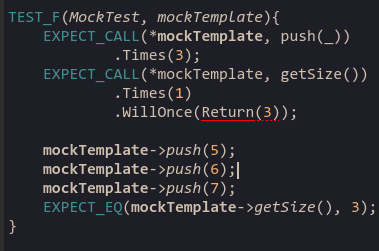 TEST_F(MockTest, mockTemplate){
    EXPECT_CALL(*mockTemplate, push(_))
            .Times(3);
    EXPECT_CALL(*mockTemplate, getSize())
            .Times(1)
            .WillOnce(Return(3));

    mockTemplate->push(5);
    mockTemplate->push(6);
    mockTemplate->push(7);
    EXPECT_EQ(mockTemplate->getSize(), 3);
}